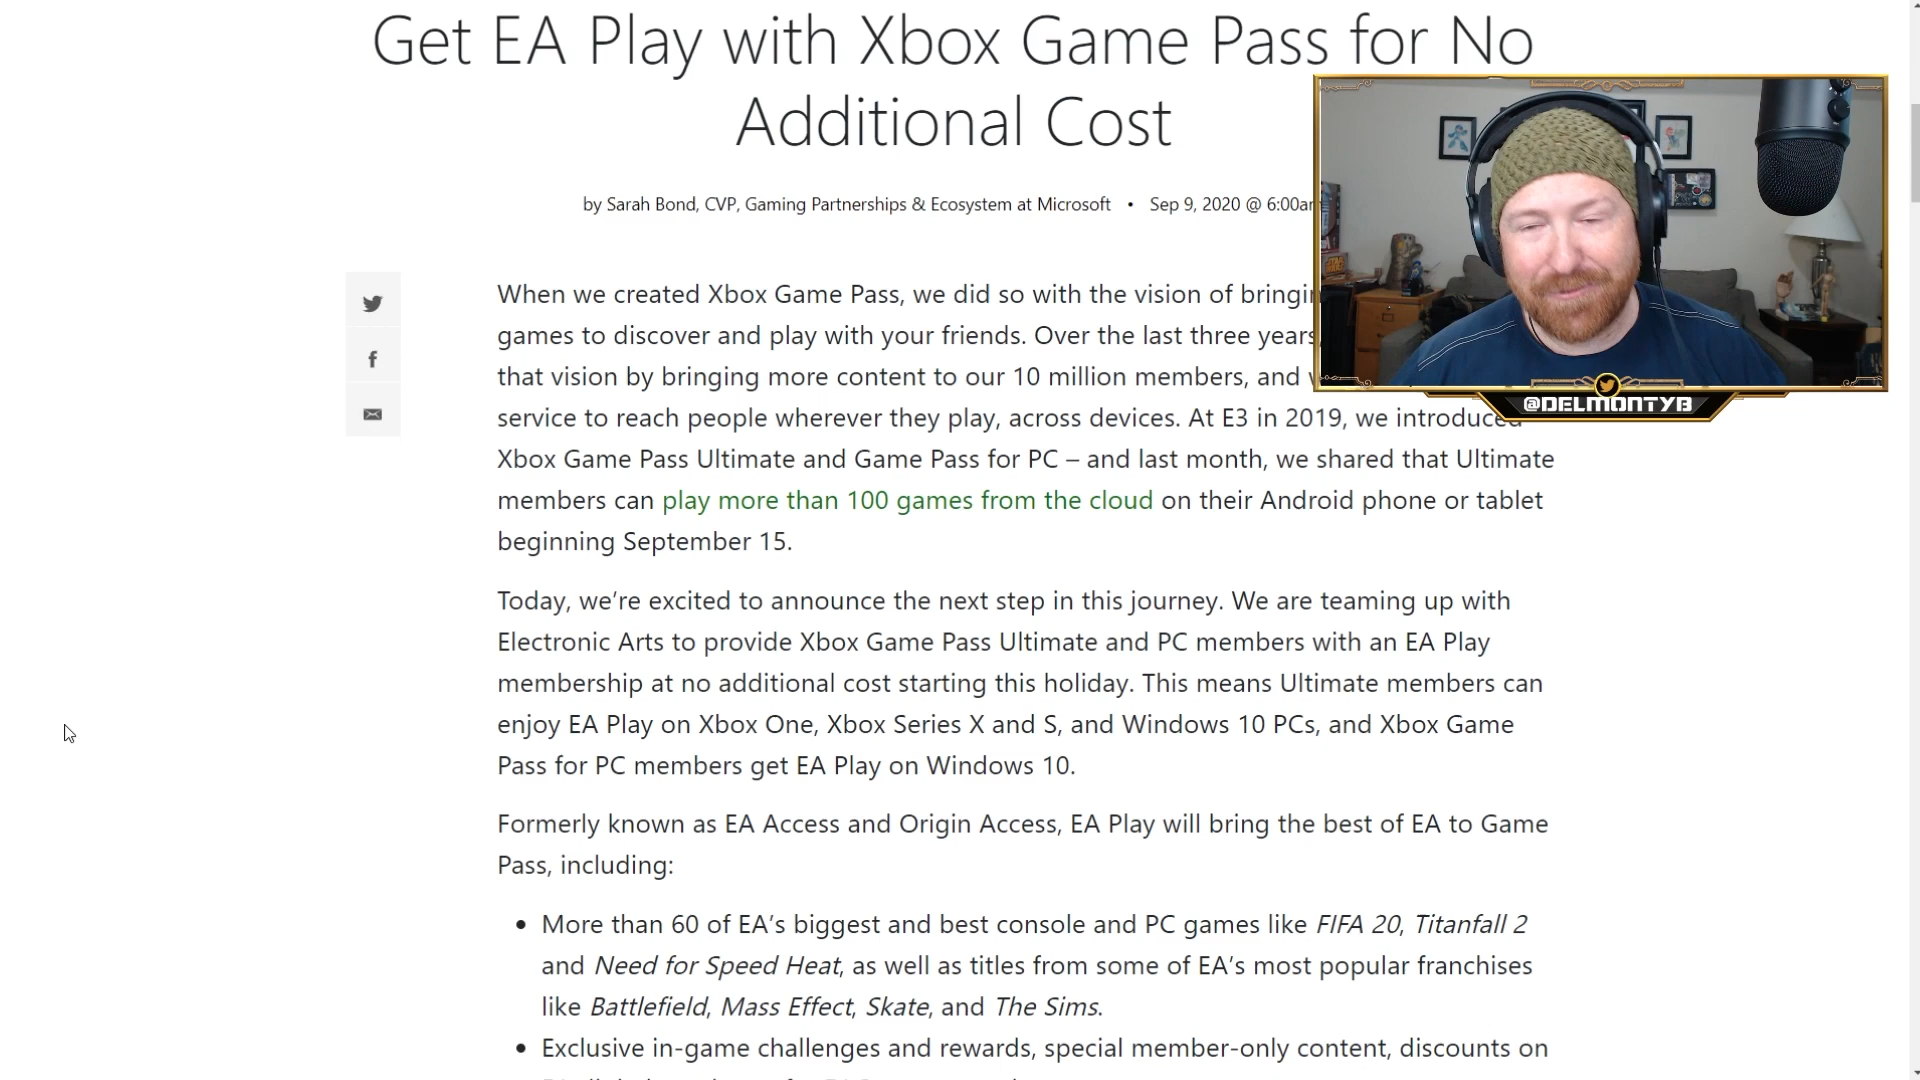 Get EA Play with Xbox Game Pass for No
Additional Cost
by Sarah Bond, CVP, Gaming Partnerships & Ecosystem at Microsoft • Sep 9, 2020 @ 6:00a
When we created Xbox Game Pass, we did so with the vision of
games to discover and play with your friends. Over the last three years
that vision by bringing more content to our 10 million members, and
service to reach people wherever they play, across devices. At E3 in 2019, we introduced
Xbox Game Pass Ultimate and Game Pass for PC – and last month, we shared that Ultimate
members can play more than 100 games from the cloud on their Android phone or tablet
beginning September 15.
@DELMONTYB
Today, we’re excited to announce the next step in this journey. We are teaming up with
Electronic Arts to provide Xbox Game Pass Ultimate and PC members with an EA Play
membership at no additional cost starting this holiday. This means Ultimate members can
enjoy EA Play on Xbox One, Xbox Series X and S, and Windows 10 PCs, and Xbox Game
Pass for PC members get EA Play on Windows 10.
Formerly known as EA Access and Origin Access, EA Play will bring the best of EA to Game
Pass, including:
• More than 60 of EA’s biggest and best console and PC games like FIFA 20, Titanfall 2
and Need for Speed Heat, as well as titles from some of EA’s most popular franchises
like Battlefield, Mass Effect, Skate, and The Sims.
• Exclusive in-game challenges and rewards, special member-only content, discounts on